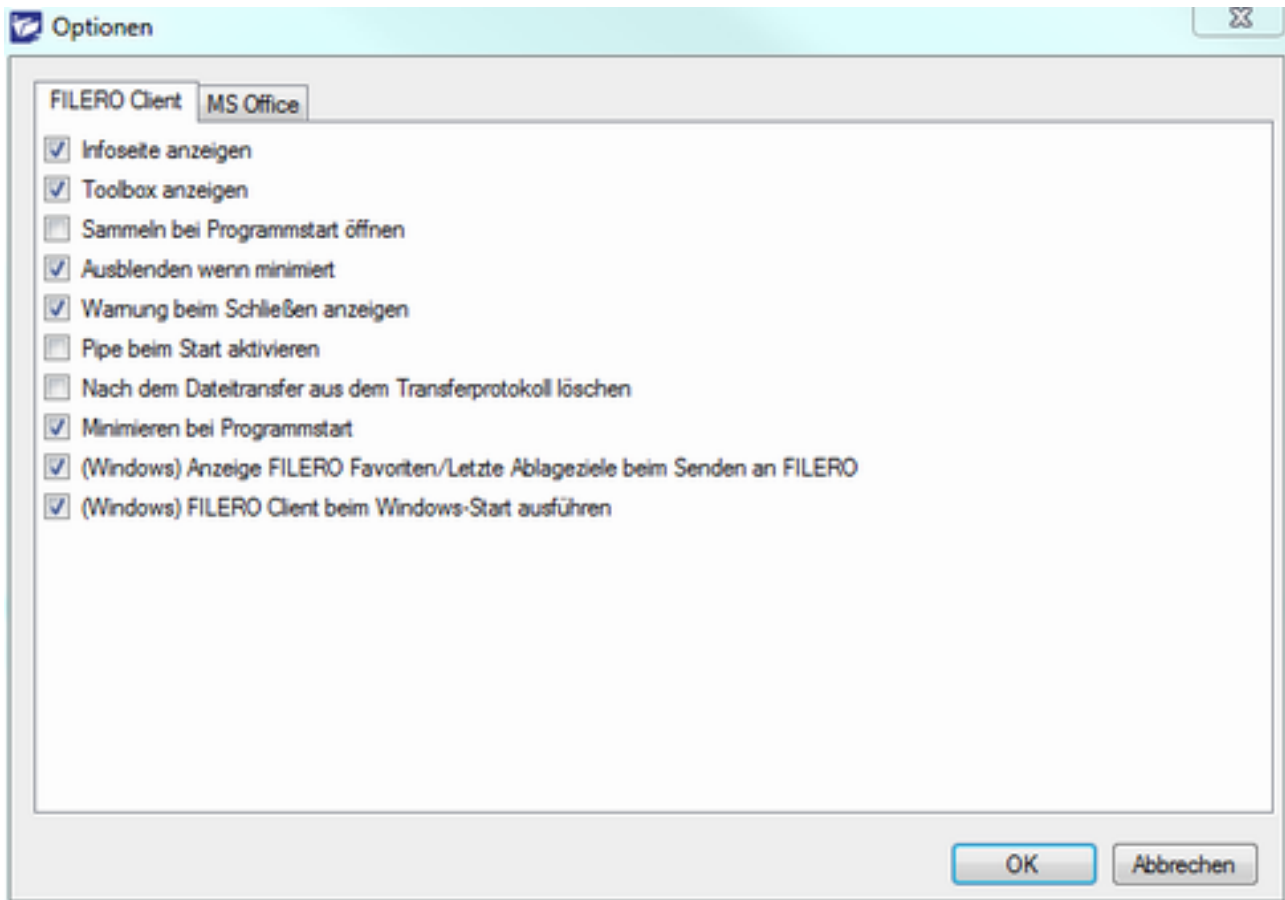 Optionen
FILERO Client MS Office
Infoseite anzeigen
Toolbox anzeigen
Sammeln bei Programmstart öffnen
Ausblenden wenn minimiert
Warnung beim Schließen anzeigen
Pipe beim Start aktivieren
Nach dem Dateitransfer aus dem Transferprotokoll löschen
Minimieren bei Programmstart
(Windows) Anzeige FILERO Favoriten/Letzte Ablageziele beim Senden an FILERO
(Windows) FILERO Client beim Windows-Start ausführen
OK Abbrechen